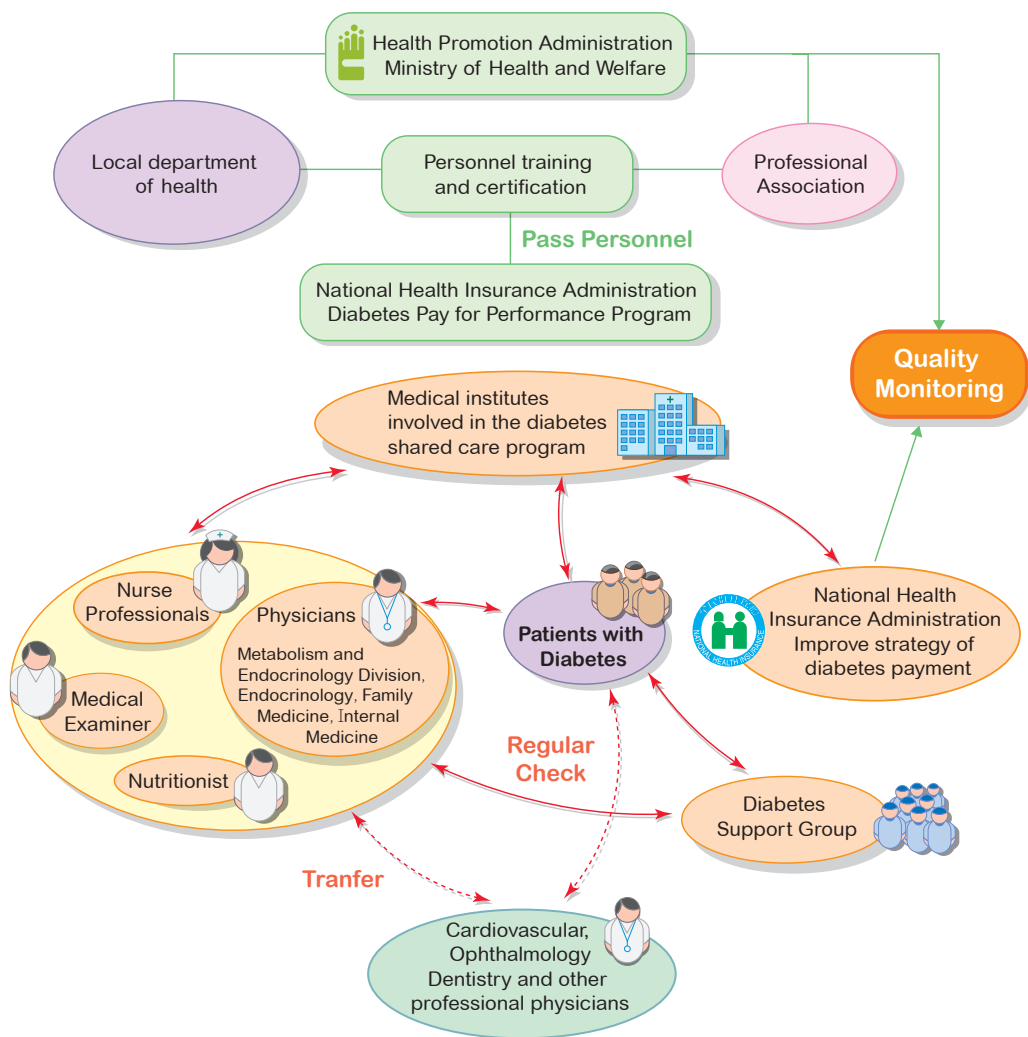 Health Promotion Administration
Ministry of Health and Welfare
Local department
of health
Personnel training
and certification
Professional
Association
Pass Personnel
National Health Insurance Administration
Diabetes Pay for Performance Program
Quality
Monitoring
Medical institutes
involved in the diabetes
shared care program
Nurse
Professionals
Physicians
Metabolism and
Endocrinology Division,
Endocrinology, Family
Medicine, Internal
Medicine
Medical
Examiner
Nutritionist
Patients with
Diabetes
NATIONAL HEALTH INSURANCE
National Health
Insurance Administration
Improve strategy of
diabetes payment
Regular
Check
Diabetes
Support Group
Tranfer
Cardiovascular,
Ophthalmology
Dentistry and other
professional physicians